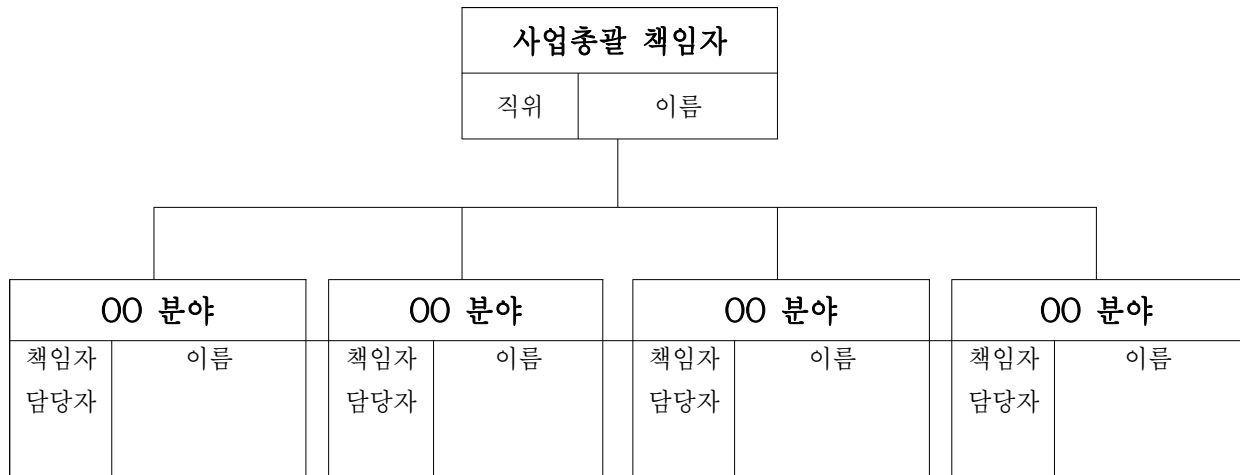 사업총괄 책임자
직위 이름
OO 분야 OO 분야 OO 분야 OO 분야
책임자 이름 책임자 이름 책임자 이름 책임자 이름
담당자 담당자 담당자 담당자